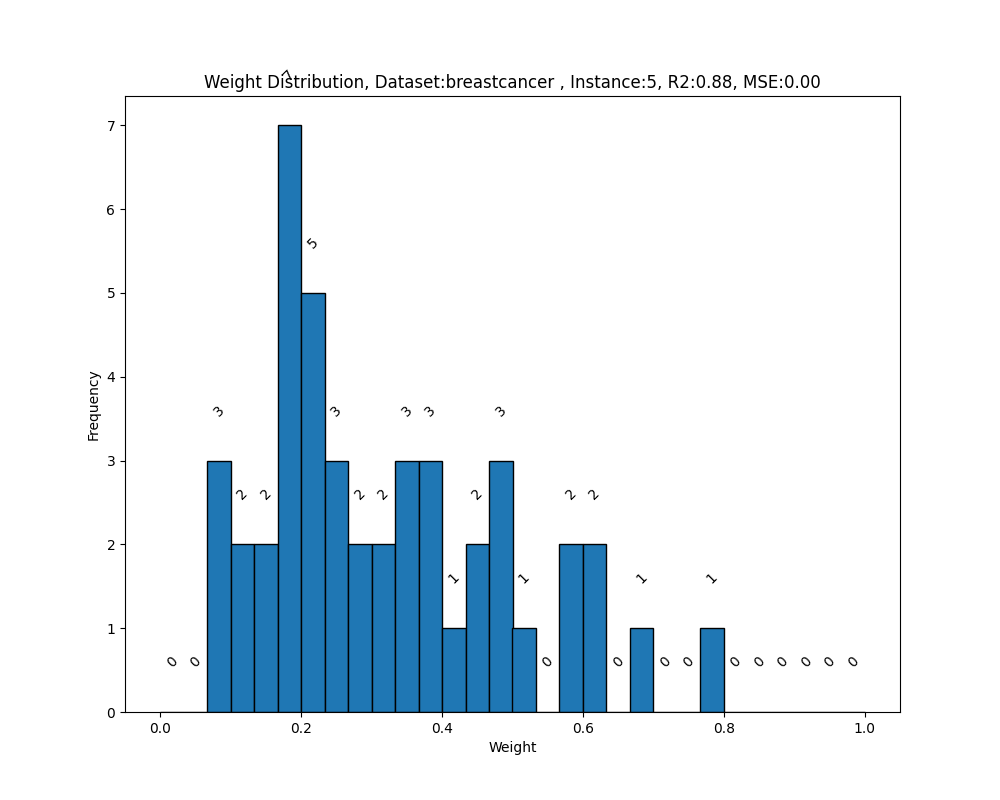 7
Weight Distribution, Dataset:breastcancer , Instance:5, R2:0.88, MSE:0.00
7
6
5
5
4
3 3 3 3 3
3
2 2 2 2 2 2 2
2
1 1 1 1
1
0 0 0 0 0 0 0 0 0 0 0 0
0
0.0 0.2 0.4 0.6 0.8 1.0
Weight
Frequency